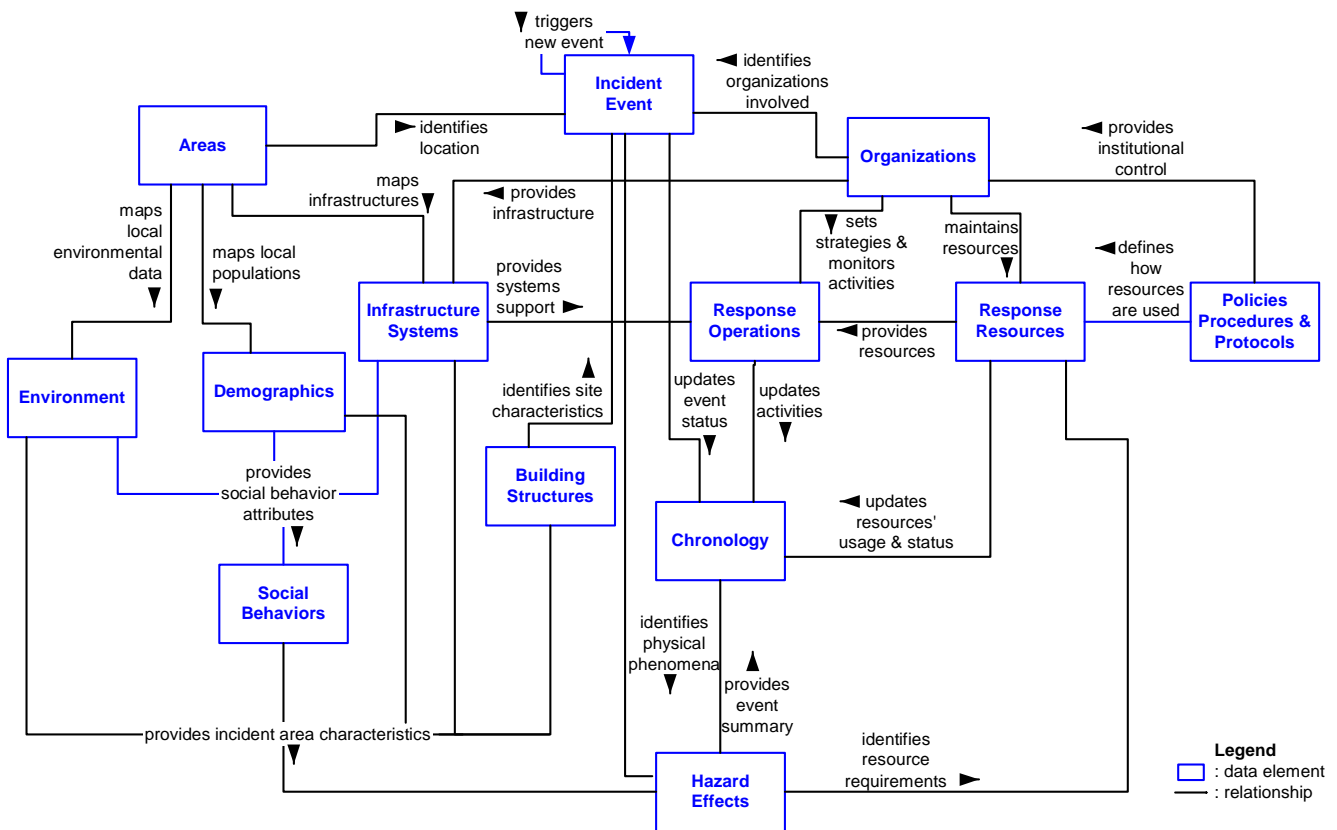 triggers
new event
Incident
Event
identifies
organizations
involved
Areas
identifies
location
Organizations
provides
institutional
control
maps
infrastructures
provides
infrastructure
maps
local
environmental
data
maps local
populations
sets
strategies &
monitors
activities
maintains
resources
defines
how
resources
are used
provides
systems
support
Infrastructure
Systems
Response
Operations
Response
Resources
Policies
Procedures &
Protocols
provides
resources
Environment
Demographics
identifies site
characteristics
updates
event
status
updates
activities
provides
social behavior
attributes
Building
Structures
Chronology
updates
resources'
usage & status
Social
Behaviors
identifies
physical
phenomena
provides
event
summary
provides incident area characteristics
identifies
resource
requirements
Hazard
Effects
Legend
: data element
: relationship